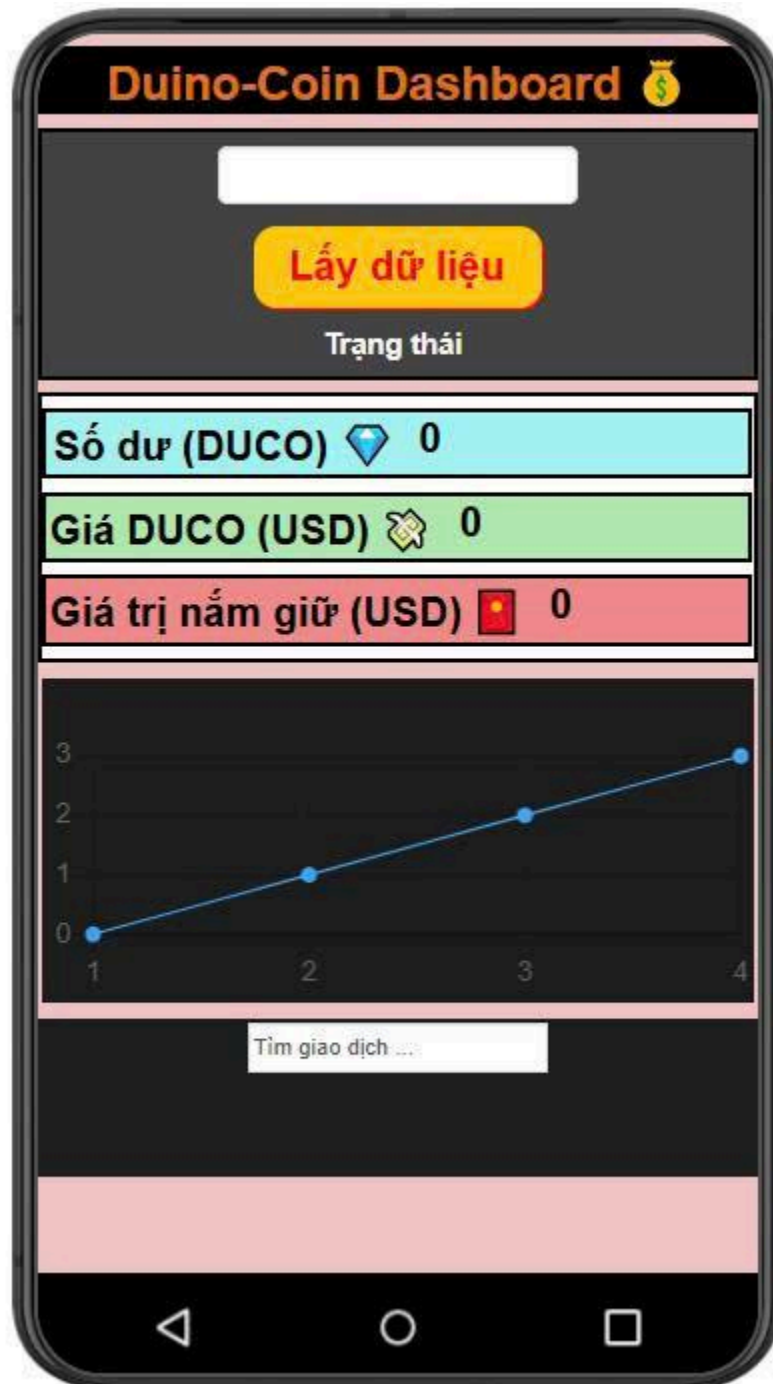 Duino-Coin Dashboard 💰
Lấy dữ liệu
Trạng thái
Số dư (DUCO) 💎 0
Giá DUCO (USD) 💸 0
Giá trị nắm giữ (USD) 🧧 0
3
2
1
0
1 2 3 4
Tìm giao dịch ...